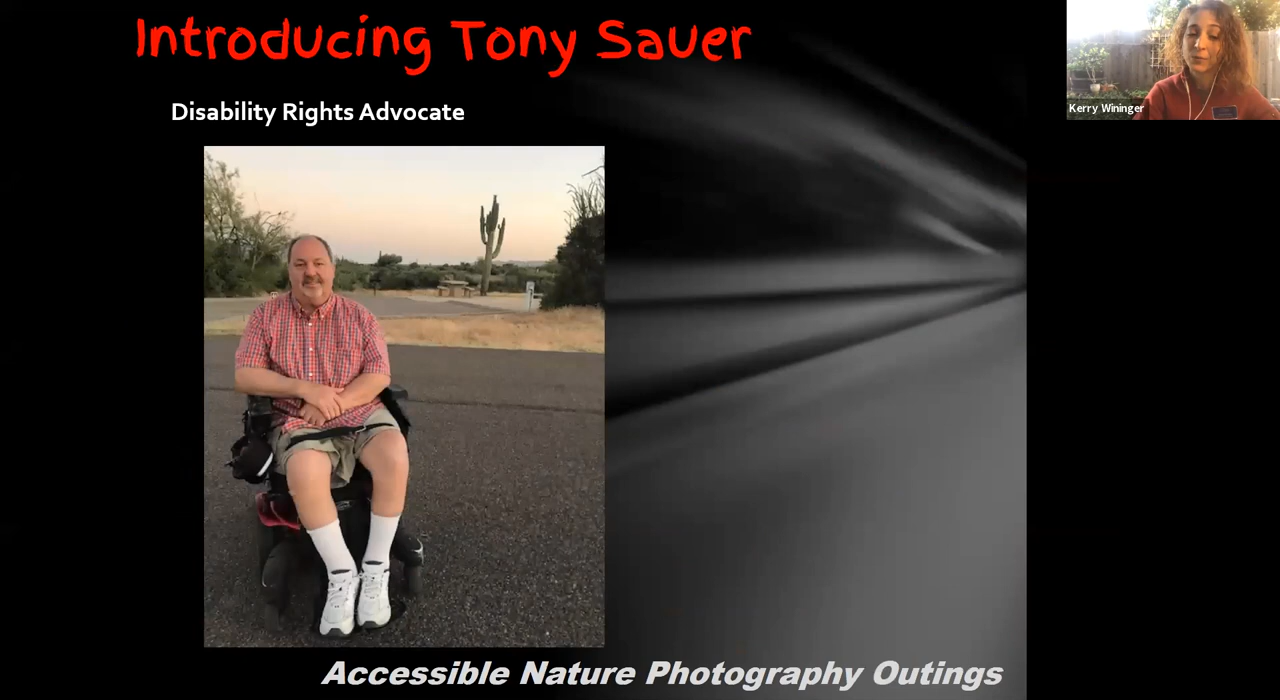 Introducing Tony Sauer
Kerry Wininger
Disability Rights Advocate
Accessible Nature Photography Outings